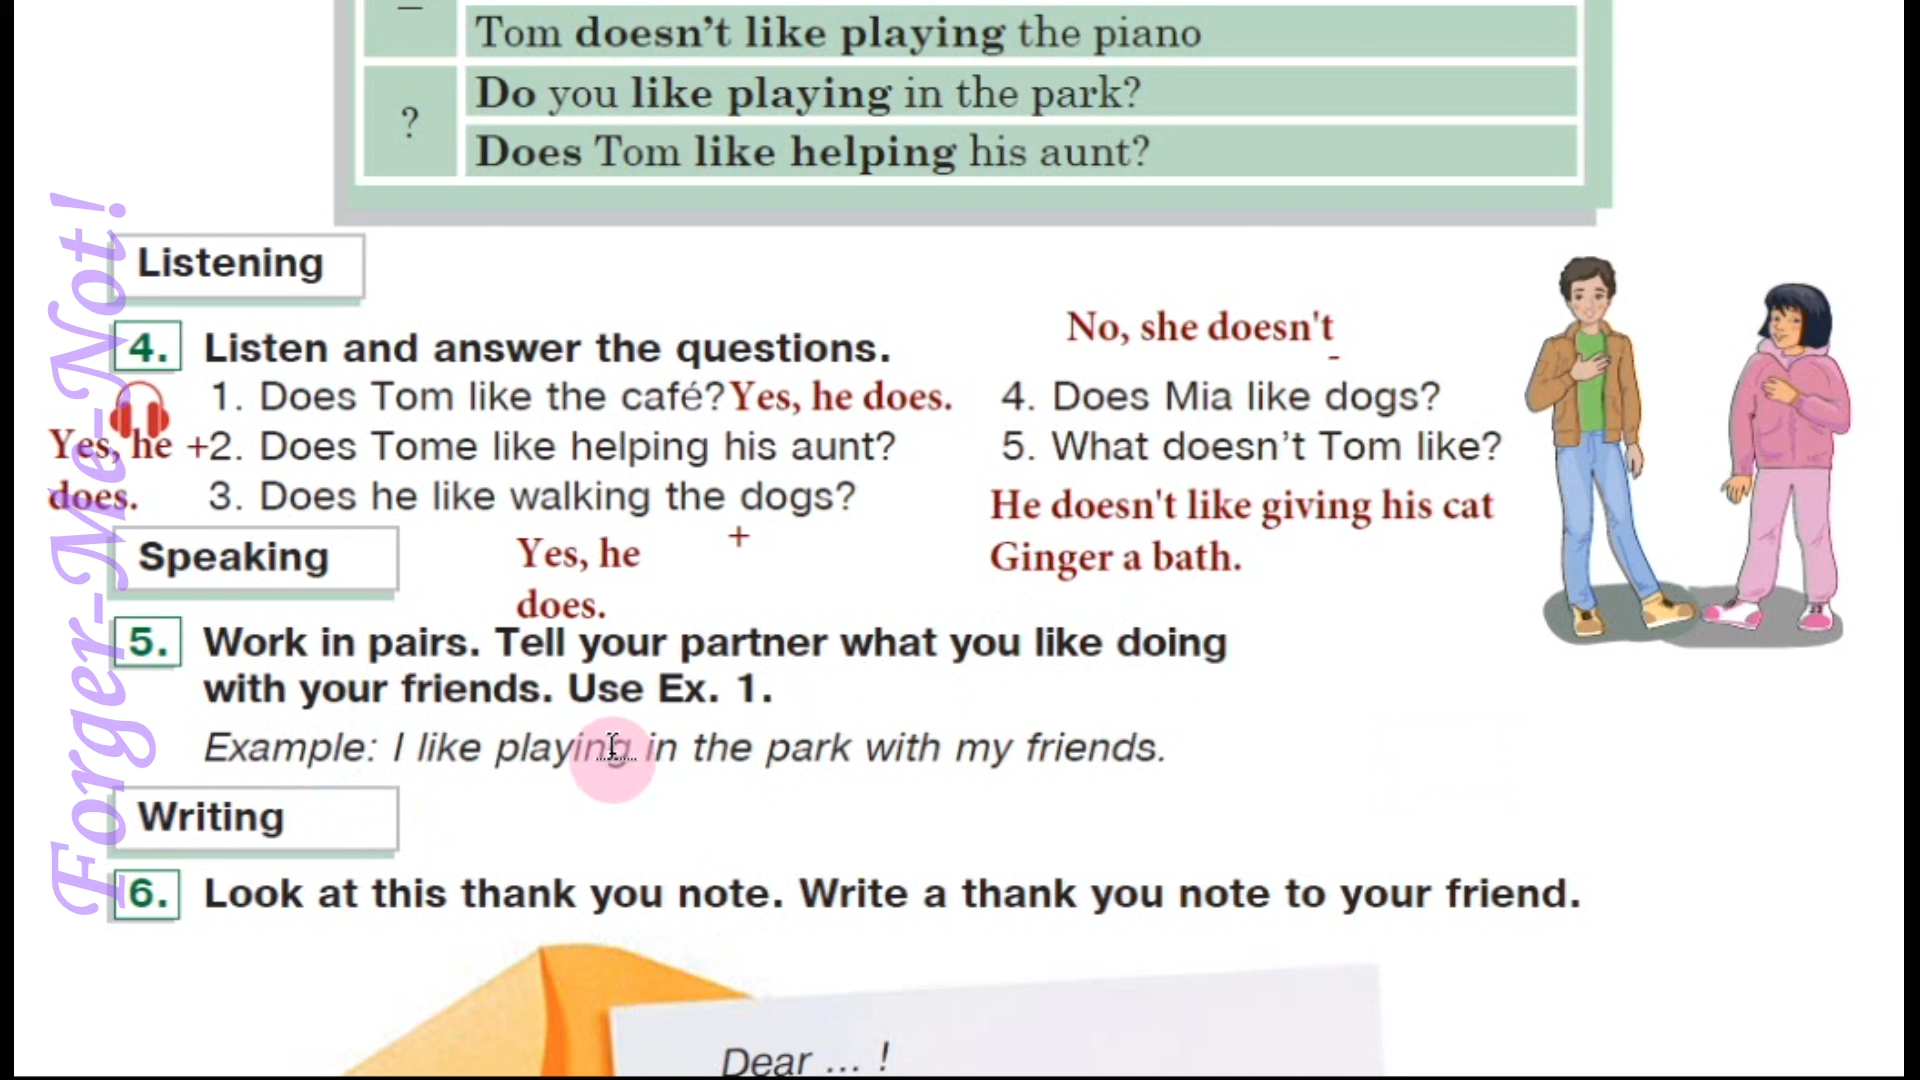 –
Tom doesn’t like playing the piano
?
Do you like playing in the park?
Does Tom like helping his aunt?
Forger-Me-Not!
Listening
4. Listen and answer the questions.
1. Does Tom like the café? Yes, he does.
Yes, he does. + 2. Does Tome like helping his aunt?
3. Does he like walking the dogs?
Yes, he does. +
No, she doesn't
-
4. Does Mia like dogs?
5. What doesn’t Tom like?
He doesn't like giving his cat
Ginger a bath.
Speaking
5. Work in pairs. Tell your partner what you like doing
with your friends. Use Ex. 1.
Example: I like playing in the park with my friends.
Writing
6. Look at this thank you note. Write a thank you note to your friend.
Dear ... !